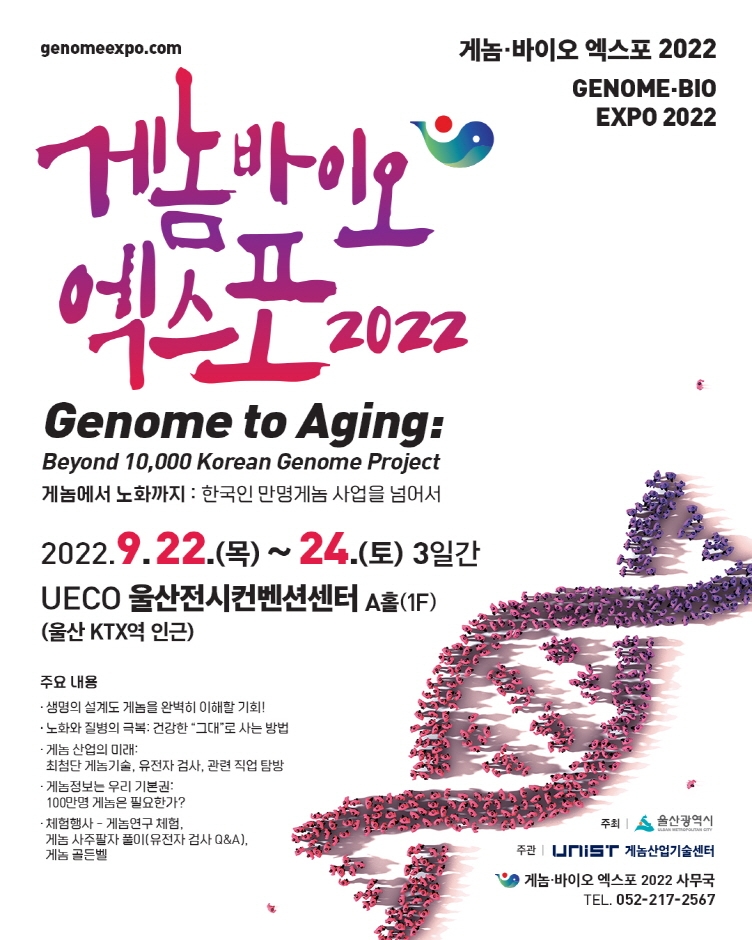 genomeexpo.com
게놈·바이오 엑스포 2022
GENOME·BIO
EXPO 2022
게놈바이오
엑스포 2022
Genome to Aging:
Beyond 10,000 Korean Genome Project
게놈에서 노화까지 : 한국인 만명게놈 사업을 넘어서
2022.9.22.(목) ~ 24.(토) 3일간
UECO 울산전시컨벤션센터 A홀(1F)
(울산 KTX역 인근)
주요 내용
· 생명의 설계도 게놈을 완벽히 이해할 기회!
· 노화와 질병의 극복: 건강한 “그대”로 사는 방법
· 게놈 산업의 미래:
최첨단 게놈기술, 유전자 검사, 관련 직업 탐방
· 게놈정보는 우리 기본권:
100만명 게놈은 필요한가?
· 체험행사 - 게놈연구 체험,
게놈 사주팔자 풀이(유전자 검사 Q&A),
게놈 골든벨
주최 | 울산광역시
ULSAN METROPOLITAN CITY
주관 | UNIST 게놈산업기술센터
게놈·바이오 엑스포 2022 사무국
TEL. 052-217-2567